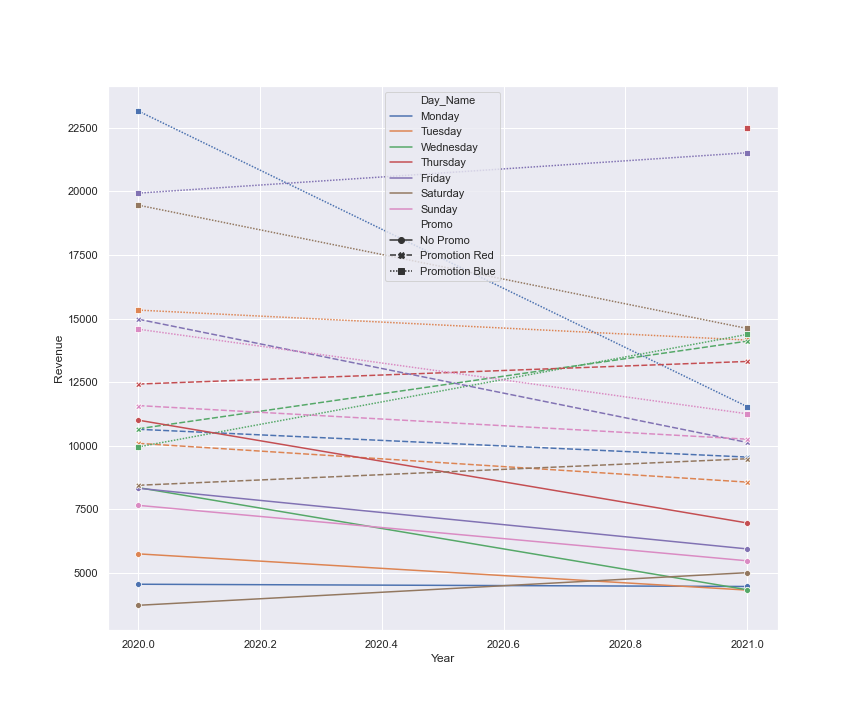 Day_Name
Monday
Tuesday
Wednesday
Thursday
Friday
Saturday
Sunday
Promo
No Promo
Promotion Red
Promotion Blue
Revenue
22500
20000
17500
15000
12500
10000
7500
5000
2020.0 2020.2 2020.4 2020.6 2020.8 2021.0
Year